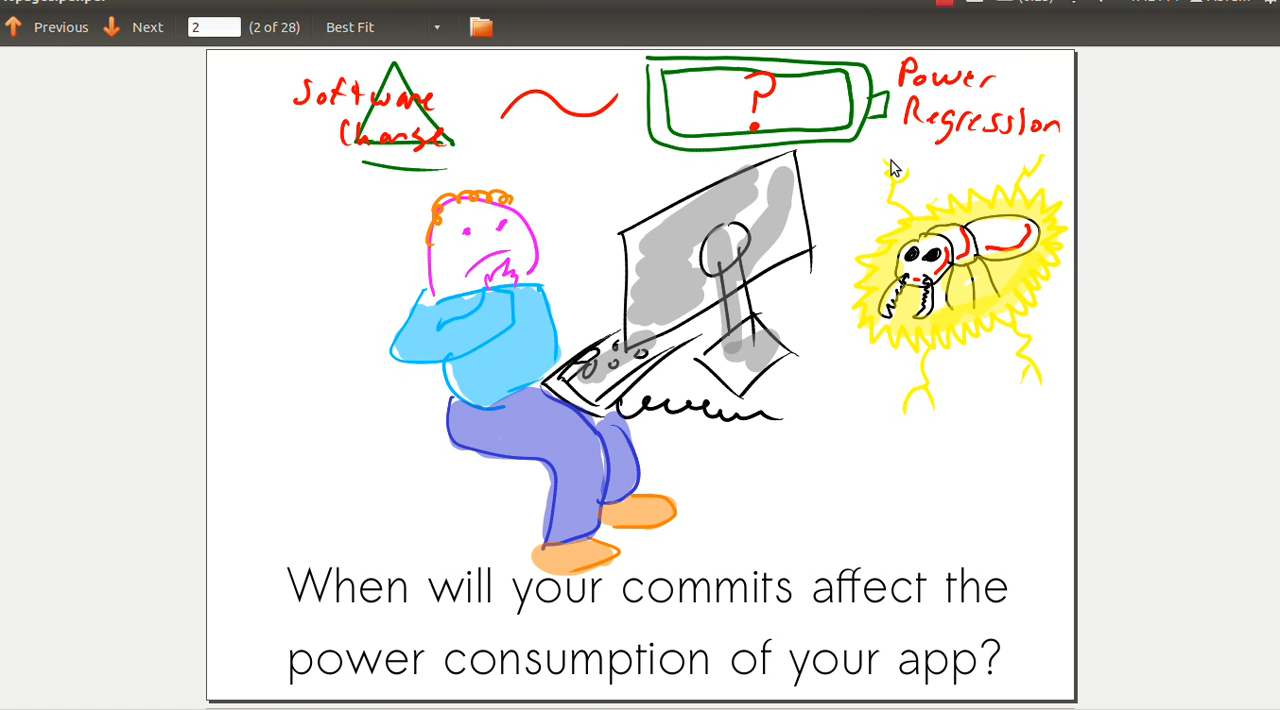 Previous Next 2 (2 of 28) Best Fit
Software
Change
?
Power
Regression
When will your commits affect the
power consumption of your app?